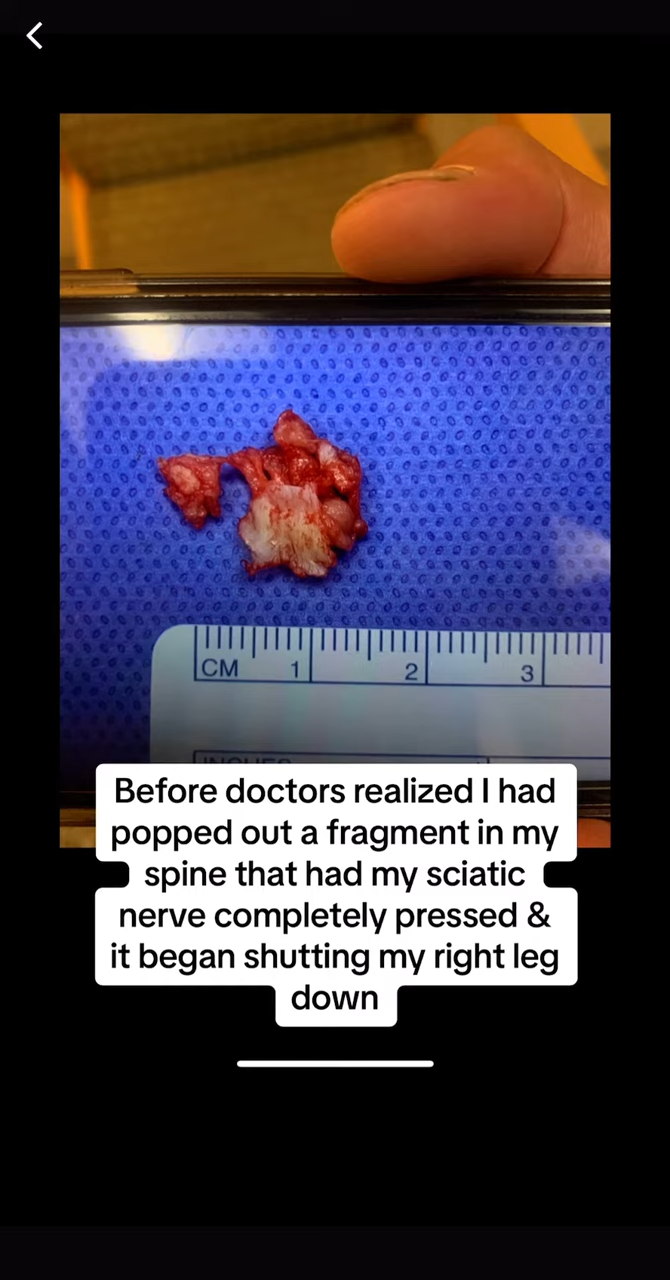 CM 1 2 3
Before doctors realized I had
popped out a fragment in my
spine that had my sciatic
nerve completely pressed &
it began shutting my right leg
down